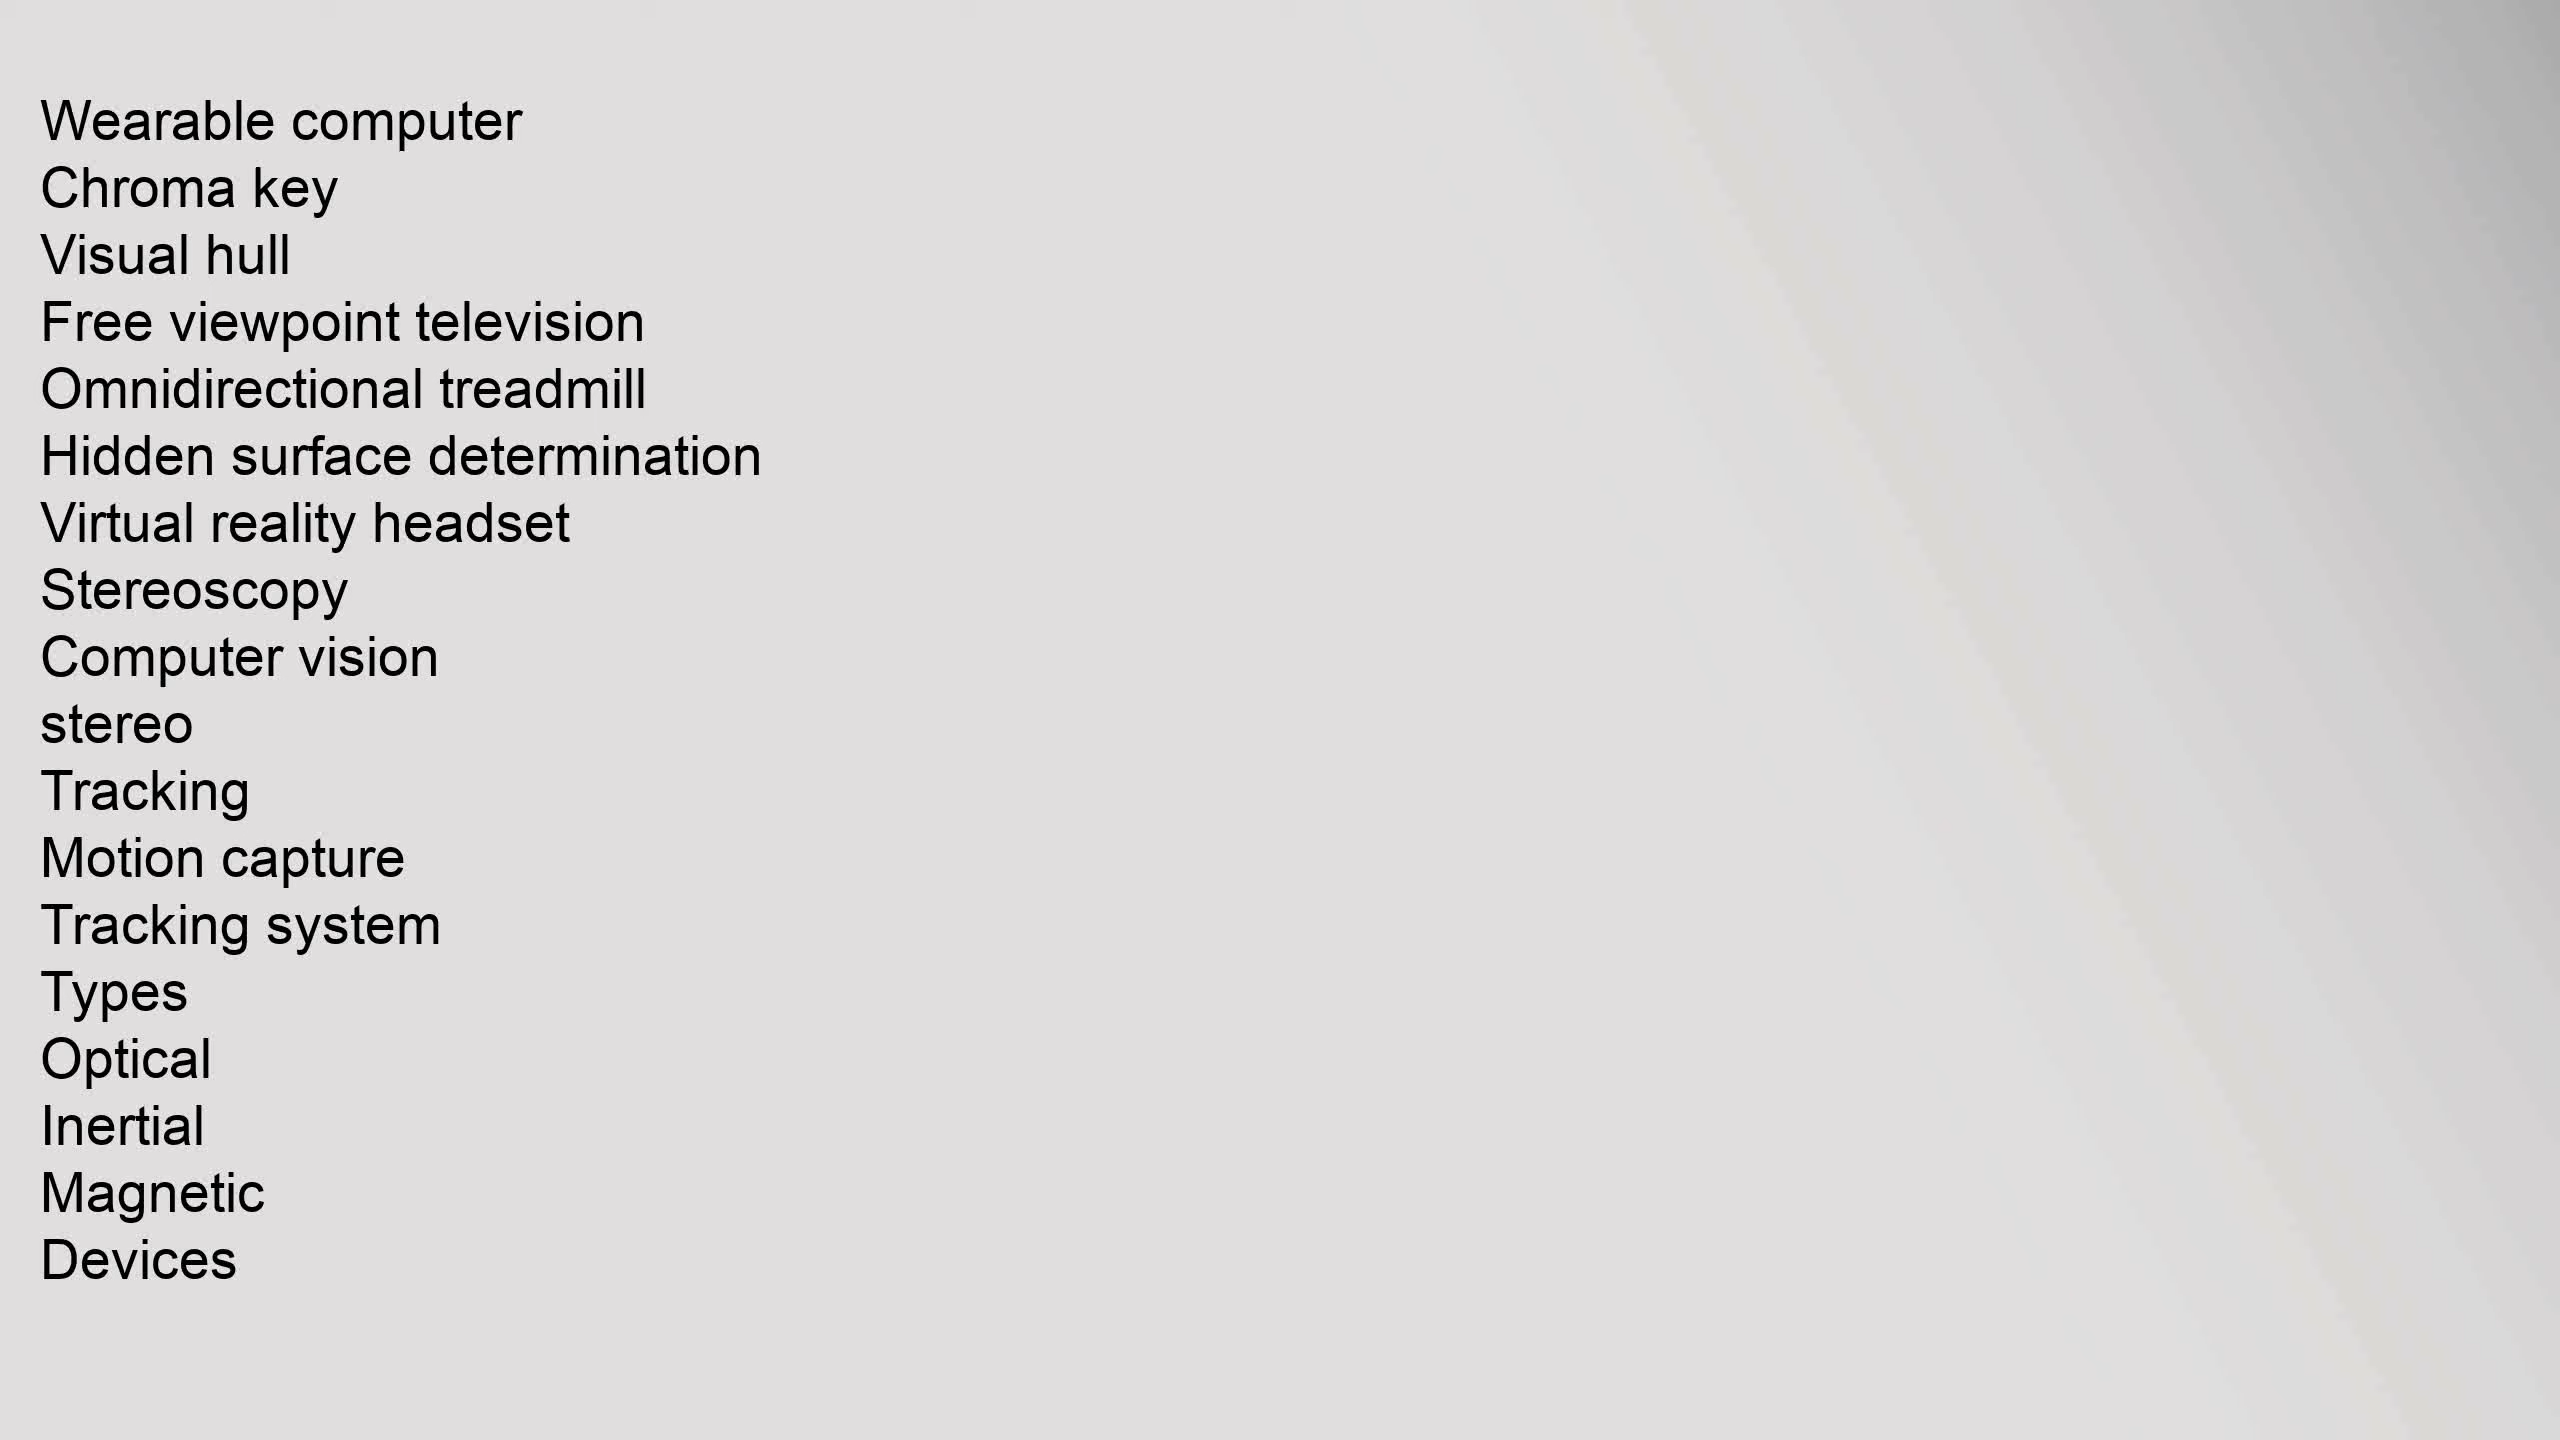 Wearable computer
Chroma key
Visual hull
Free viewpoint television
Omnidirectional treadmill
Hidden surface determination
Virtual reality headset
Stereoscopy
Computer vision
stereo
Tracking
Motion capture
Tracking system
Types
Optical
Inertial
Magnetic
Devices